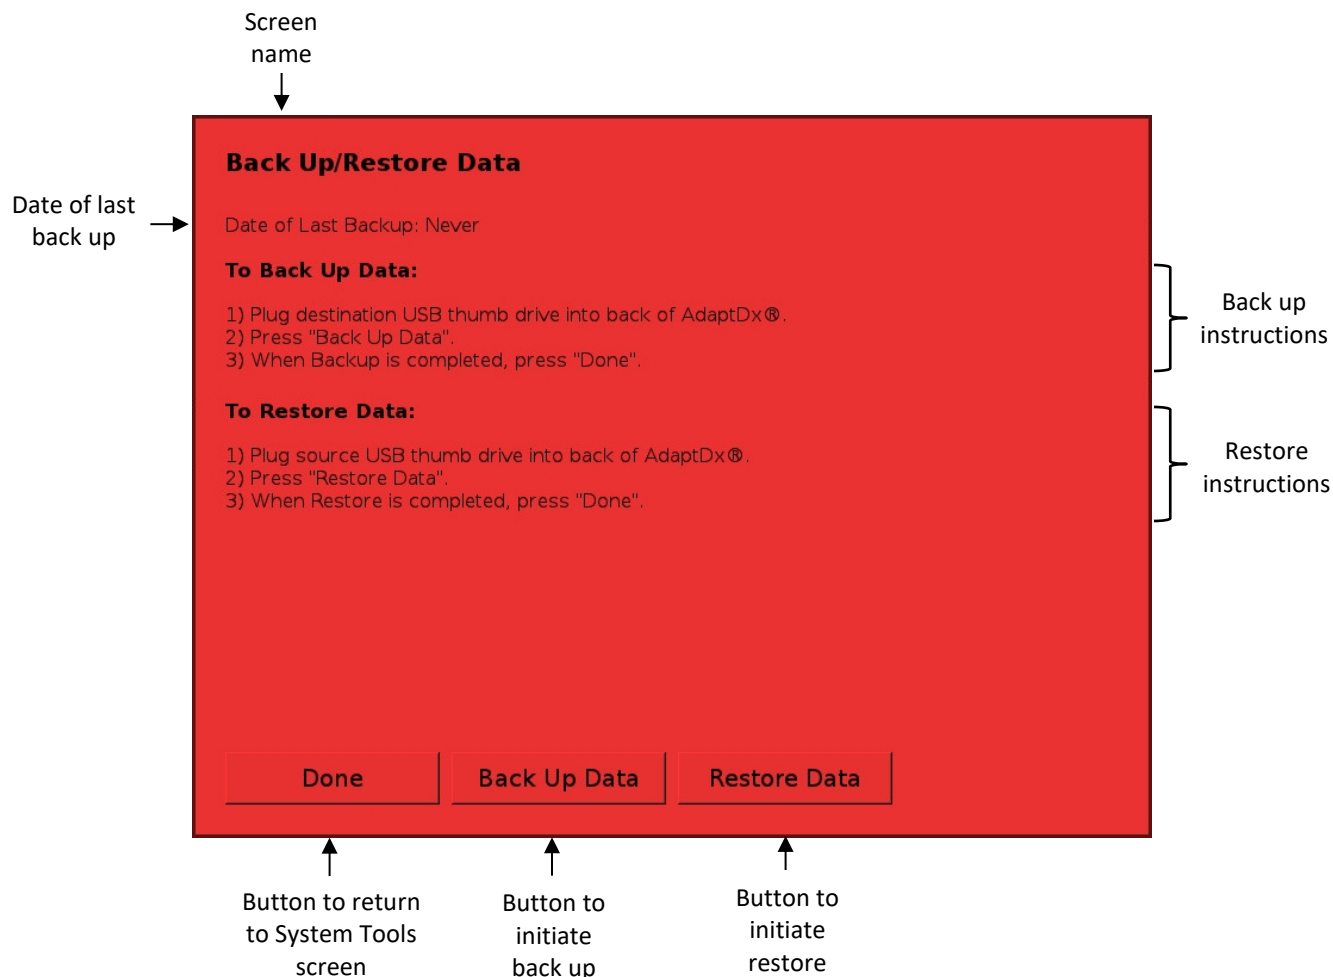 Screen
name
Back Up/Restore Data
Date of last
back up
Date of Last Backup: Never
To Back Up Data:
1) Plug destination USB thumb drive into back of AdaptDx®.
2) Press "Back Up Data".
3) When Backup is completed, press "Done".
Back up
instructions
To Restore Data:
1) Plug source USB thumb drive into back of AdaptDx®.
2) Press "Restore Data".
3) When Restore is completed, press "Done".
Restore
instructions
Done
Back Up Data
Restore Data
Button to return
to System Tools
screen
Button to
initiate
back up
Button to
initiate
restore